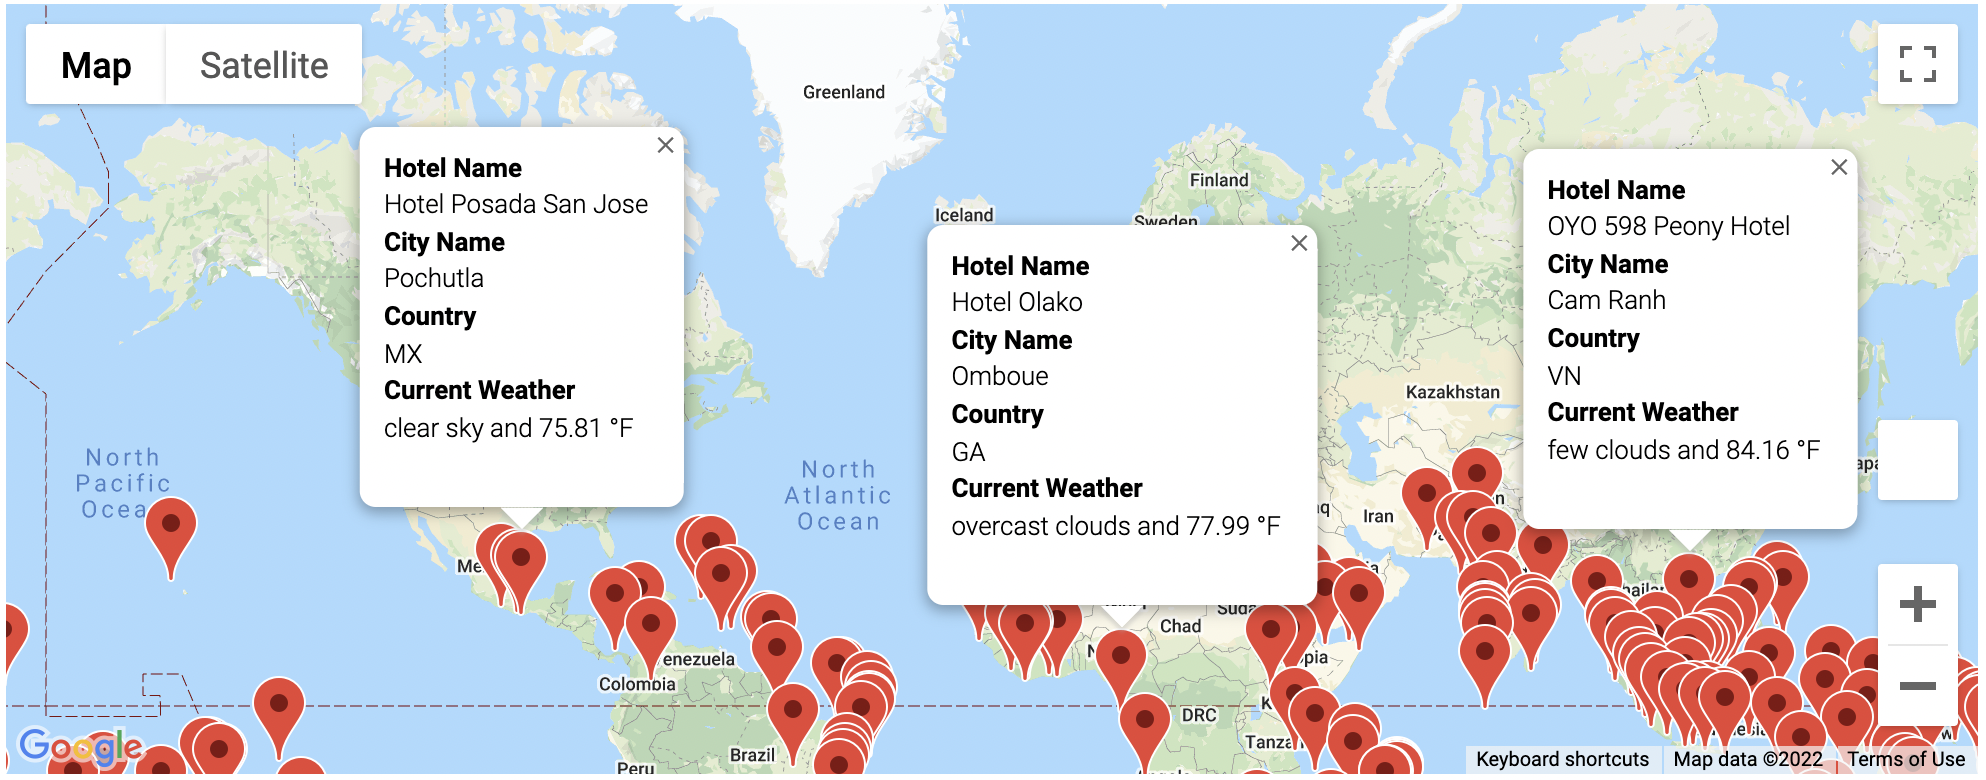 Map
Satellite
Greenland
Finland
Iceland
Sweden
Hotel Name
Hotel Posada San Jose
City Name
Pochutla
Country
MX
Current Weather
clear sky and 75.81 °F
Hotel Name
Hotel Olako
City Name
Omboue
Country
GA
Current Weather
overcast clouds and 77.99 °F
Hotel Name
OYO 598 Peony Hotel
City Name
Cam Ranh
Country
VN
Current Weather
few clouds and 84.16 °F
Kazakhstan
North
Pacific
Ocea
North
Atlantic
Ocean
Iran
Chad
enezuela
Colombia
DRC
Brazil
Peru
Google
Keyboard shortcuts
Map data ©2022
Terms of Use